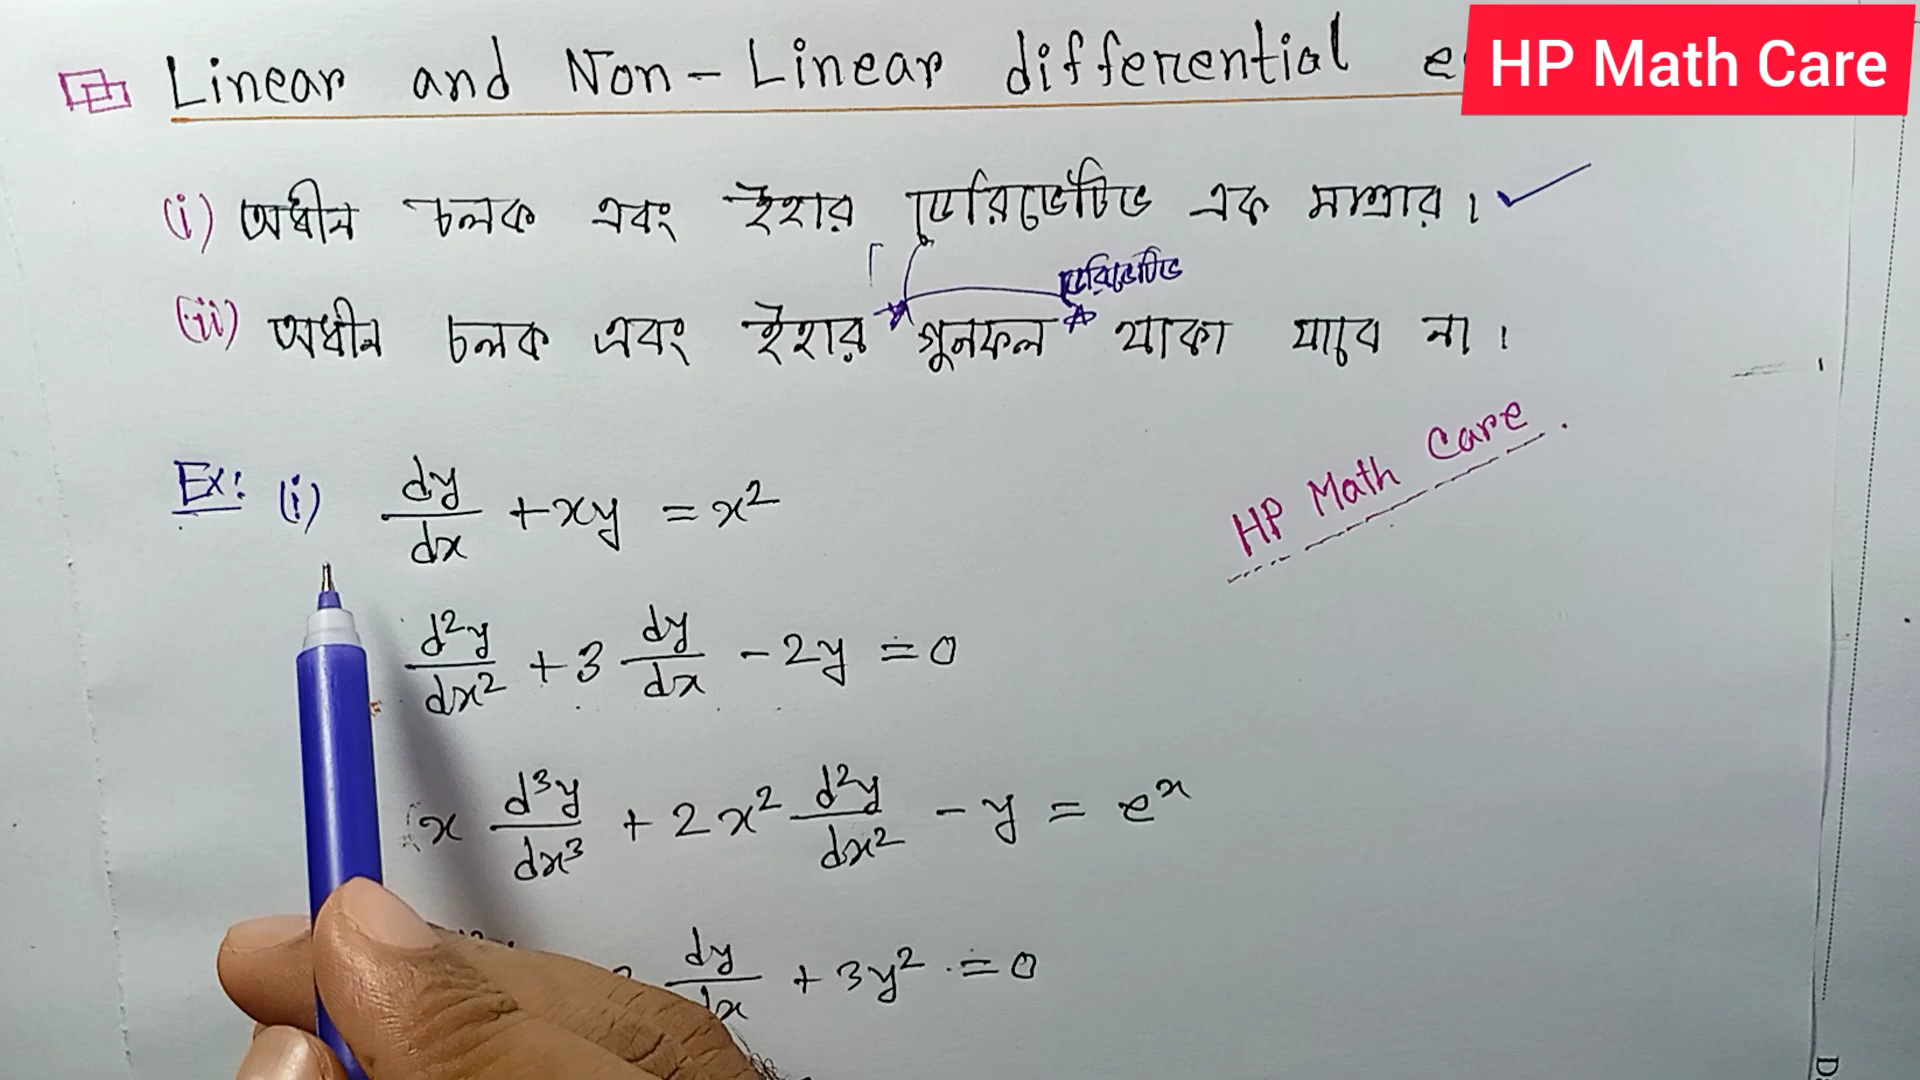 Linear and Non-Linear differential
HP Math Care
(i) অধীন চলক এবং ইহার ডেরিভেটিভ এক মাত্রার।
ডেরিভেটিভ
(ii) অধীন চলক এবং ইহার গুনফল থাকা যাবে না।
HP Math Care.
Ex: (i) dy/dx + xy = x²
d²y/dx² + 3 dy/dx - 2y = 0
x d³y/dx³ + 2x² d²y/dx² - y = eˣ
dy/dx + 3y² = 0